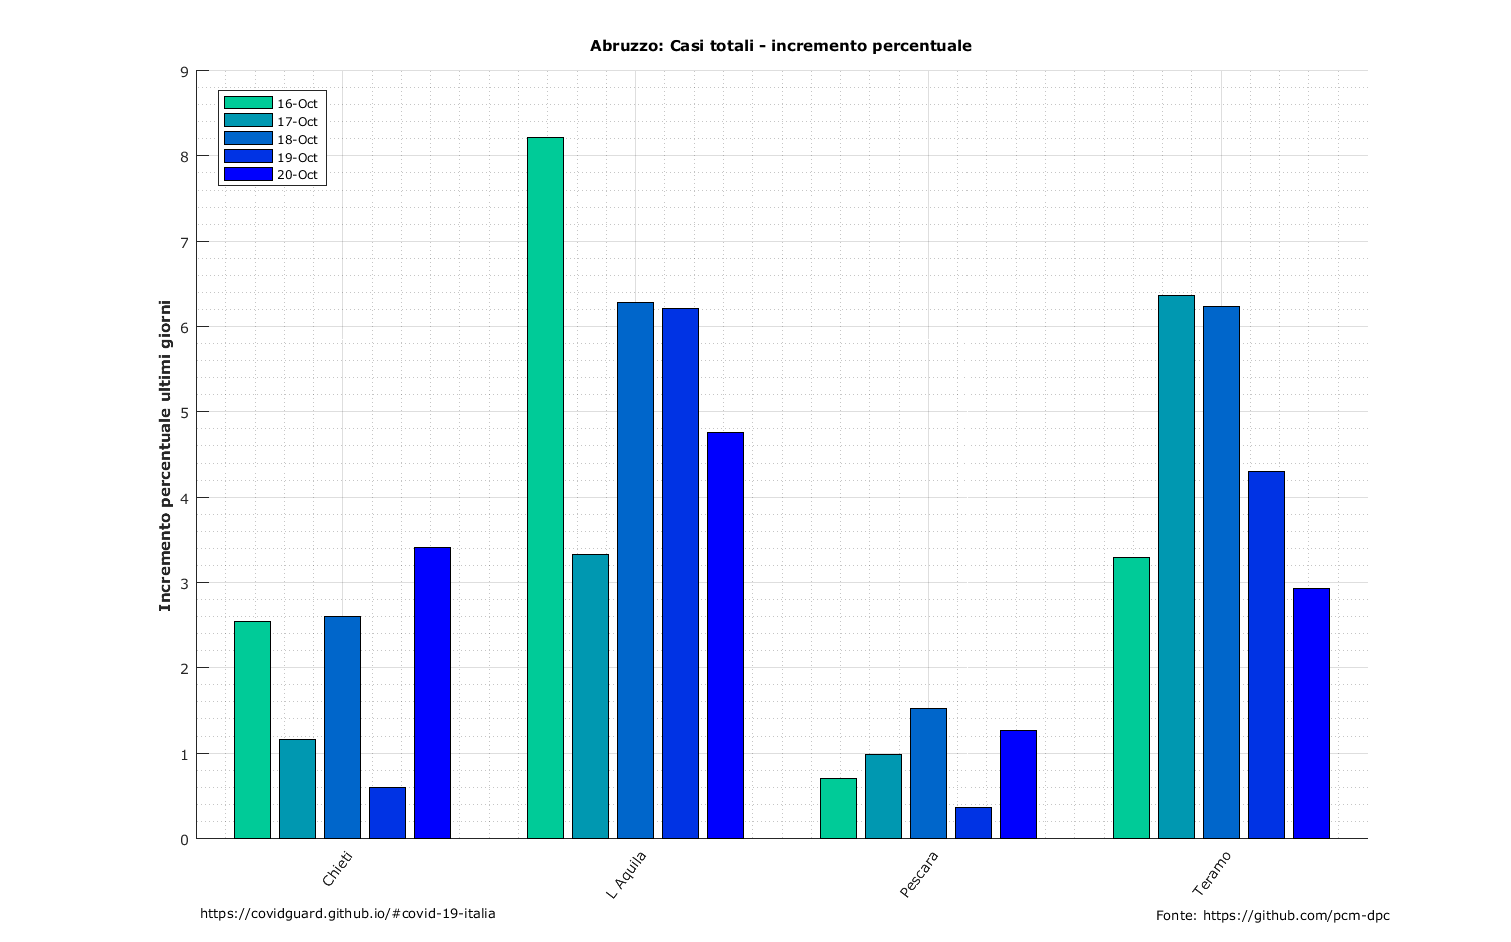 Abruzzo: Casi totali - incremento percentuale
9
8
7
6
5
4
3
2
1
0
Incremento percentuale ultimi giorni
16-Oct
17-Oct
18-Oct
19-Oct
20-Oct
Chieti
L Aquila
Pescara
Teramo
https://covidguard.github.io/#covid-19-italia
Fonte: https://github.com/pcm-dpc